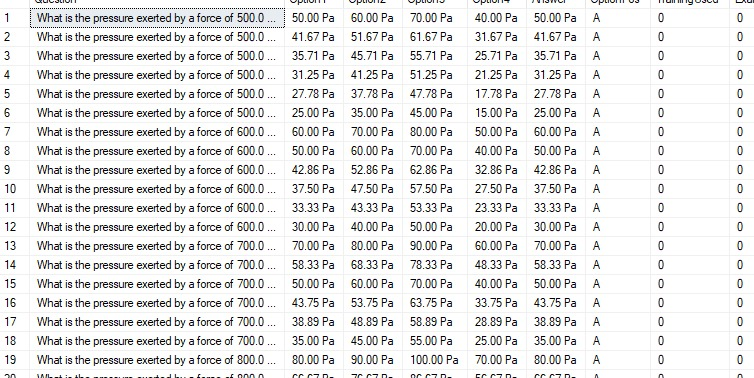 Question Option1 Option2 Option3 Option4 Answer OptionPos TrainingUsed
1 What is the pressure exerted by a force of 500.0 ... 50.00 Pa 60.00 Pa 70.00 Pa 40.00 Pa 50.00 Pa A 0 0
2 What is the pressure exerted by a force of 500.0 ... 41.67 Pa 51.67 Pa 61.67 Pa 31.67 Pa 41.67 Pa A 0 0
3 What is the pressure exerted by a force of 500.0 ... 35.71 Pa 45.71 Pa 55.71 Pa 25.71 Pa 35.71 Pa A 0 0
4 What is the pressure exerted by a force of 500.0 ... 31.25 Pa 41.25 Pa 51.25 Pa 21.25 Pa 31.25 Pa A 0 0
5 What is the pressure exerted by a force of 500.0 ... 27.78 Pa 37.78 Pa 47.78 Pa 17.78 Pa 27.78 Pa A 0 0
6 What is the pressure exerted by a force of 500.0 ... 25.00 Pa 35.00 Pa 45.00 Pa 15.00 Pa 25.00 Pa A 0 0
7 What is the pressure exerted by a force of 600.0 ... 60.00 Pa 70.00 Pa 80.00 Pa 50.00 Pa 60.00 Pa A 0 0
8 What is the pressure exerted by a force of 600.0 ... 50.00 Pa 60.00 Pa 70.00 Pa 40.00 Pa 50.00 Pa A 0 0
9 What is the pressure exerted by a force of 600.0 ... 42.86 Pa 52.86 Pa 62.86 Pa 32.86 Pa 42.86 Pa A 0 0
10 What is the pressure exerted by a force of 600.0 ... 37.50 Pa 47.50 Pa 57.50 Pa 27.50 Pa 37.50 Pa A 0 0
11 What is the pressure exerted by a force of 600.0 ... 33.33 Pa 43.33 Pa 53.33 Pa 23.33 Pa 33.33 Pa A 0 0
12 What is the pressure exerted by a force of 600.0 ... 30.00 Pa 40.00 Pa 50.00 Pa 20.00 Pa 30.00 Pa A 0 0
13 What is the pressure exerted by a force of 700.0 ... 70.00 Pa 80.00 Pa 90.00 Pa 60.00 Pa 70.00 Pa A 0 0
14 What is the pressure exerted by a force of 700.0 ... 58.33 Pa 68.33 Pa 78.33 Pa 48.33 Pa 58.33 Pa A 0 0
15 What is the pressure exerted by a force of 700.0 ... 50.00 Pa 60.00 Pa 70.00 Pa 40.00 Pa 50.00 Pa A 0 0
16 What is the pressure exerted by a force of 700.0 ... 43.75 Pa 53.75 Pa 63.75 Pa 33.75 Pa 43.75 Pa A 0 0
17 What is the pressure exerted by a force of 700.0 ... 38.89 Pa 48.89 Pa 58.89 Pa 28.89 Pa 38.89 Pa A 0 0
18 What is the pressure exerted by a force of 700.0 ... 35.00 Pa 45.00 Pa 55.00 Pa 25.00 Pa 35.00 Pa A 0 0
19 What is the pressure exerted by a force of 800.0 ... 80.00 Pa 90.00 Pa 100.00 Pa 70.00 Pa 80.00 Pa A 0 0
20 What is the pressure exerted by a force of 800.0 ... 66.67 Pa 76.67 Pa 86.67 Pa 56.67 Pa 66.67 Pa A 0 0